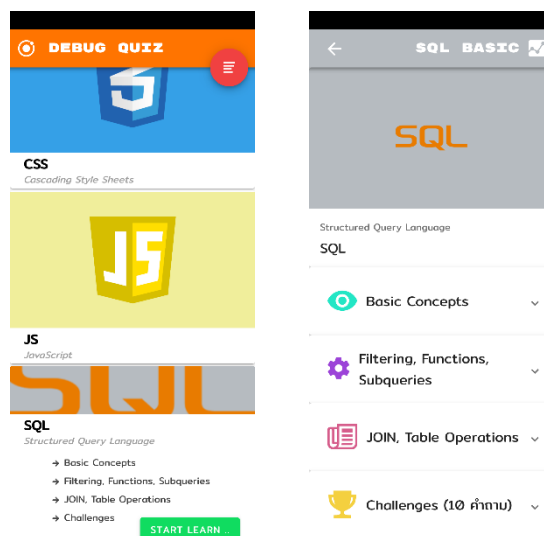 DEBUG QUIZ
CSS
Cascading Style Sheets
JS
JS
JavaScript
SQL
SQL
Structured Query Language
→ Basic Concepts
→ Filtering, Functions, Subqueries
→ JOIN, Table Operations
→ Challenges
START LEARN ..
SQL BASIC
SQL
Structured Query Language
SQL
Basic Concepts
Filtering, Functions,
Subqueries
JOIN, Table Operations
Challenges (10 คำถาม)